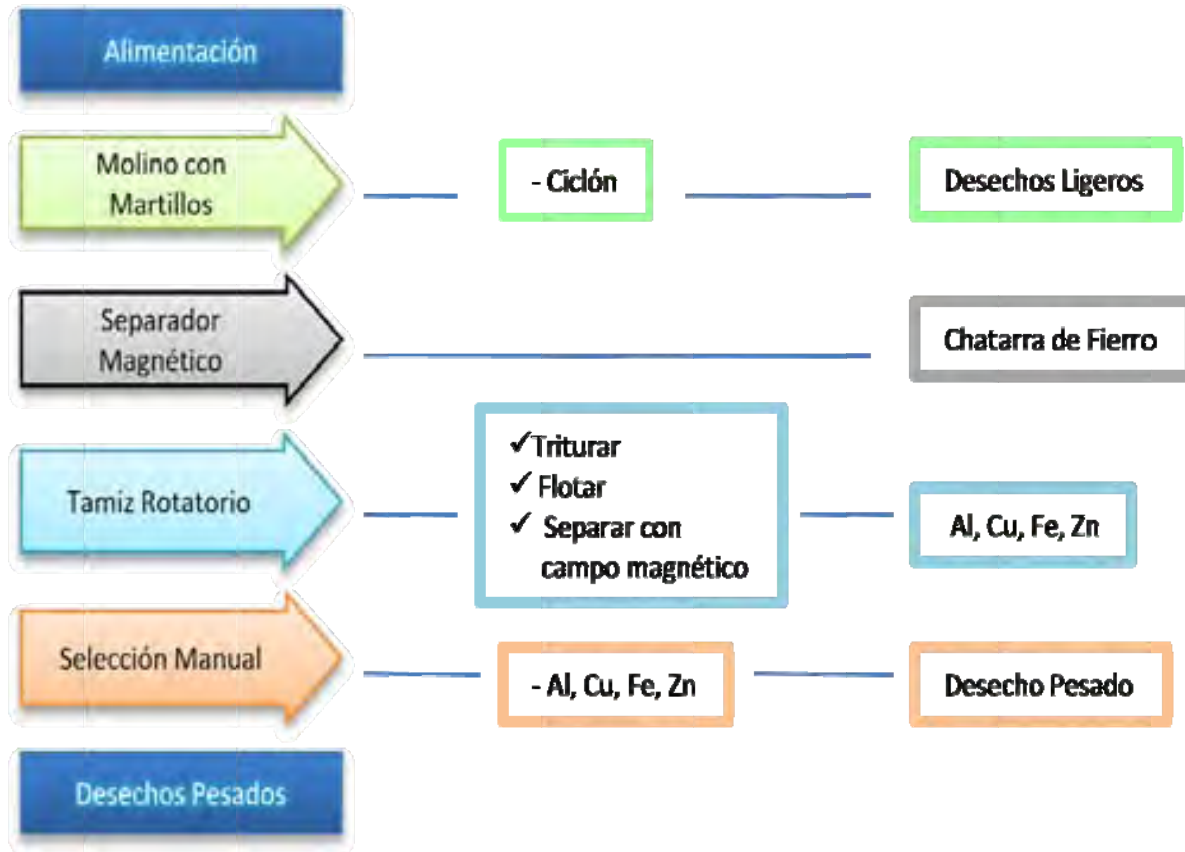 Alimentación
Molino con
Martillos
- Ciclón
Desechos Ligeros
Separador
Magnético
Chatarra de Fierro
Tamiz Rotatorio
✓Triturar
✓ Flotar
✓ Separar con
campo magnético
Al, Cu, Fe, Zn
Selección Manual
- Al, Cu, Fe, Zn
Desecho Pesado
Desechos Pesados